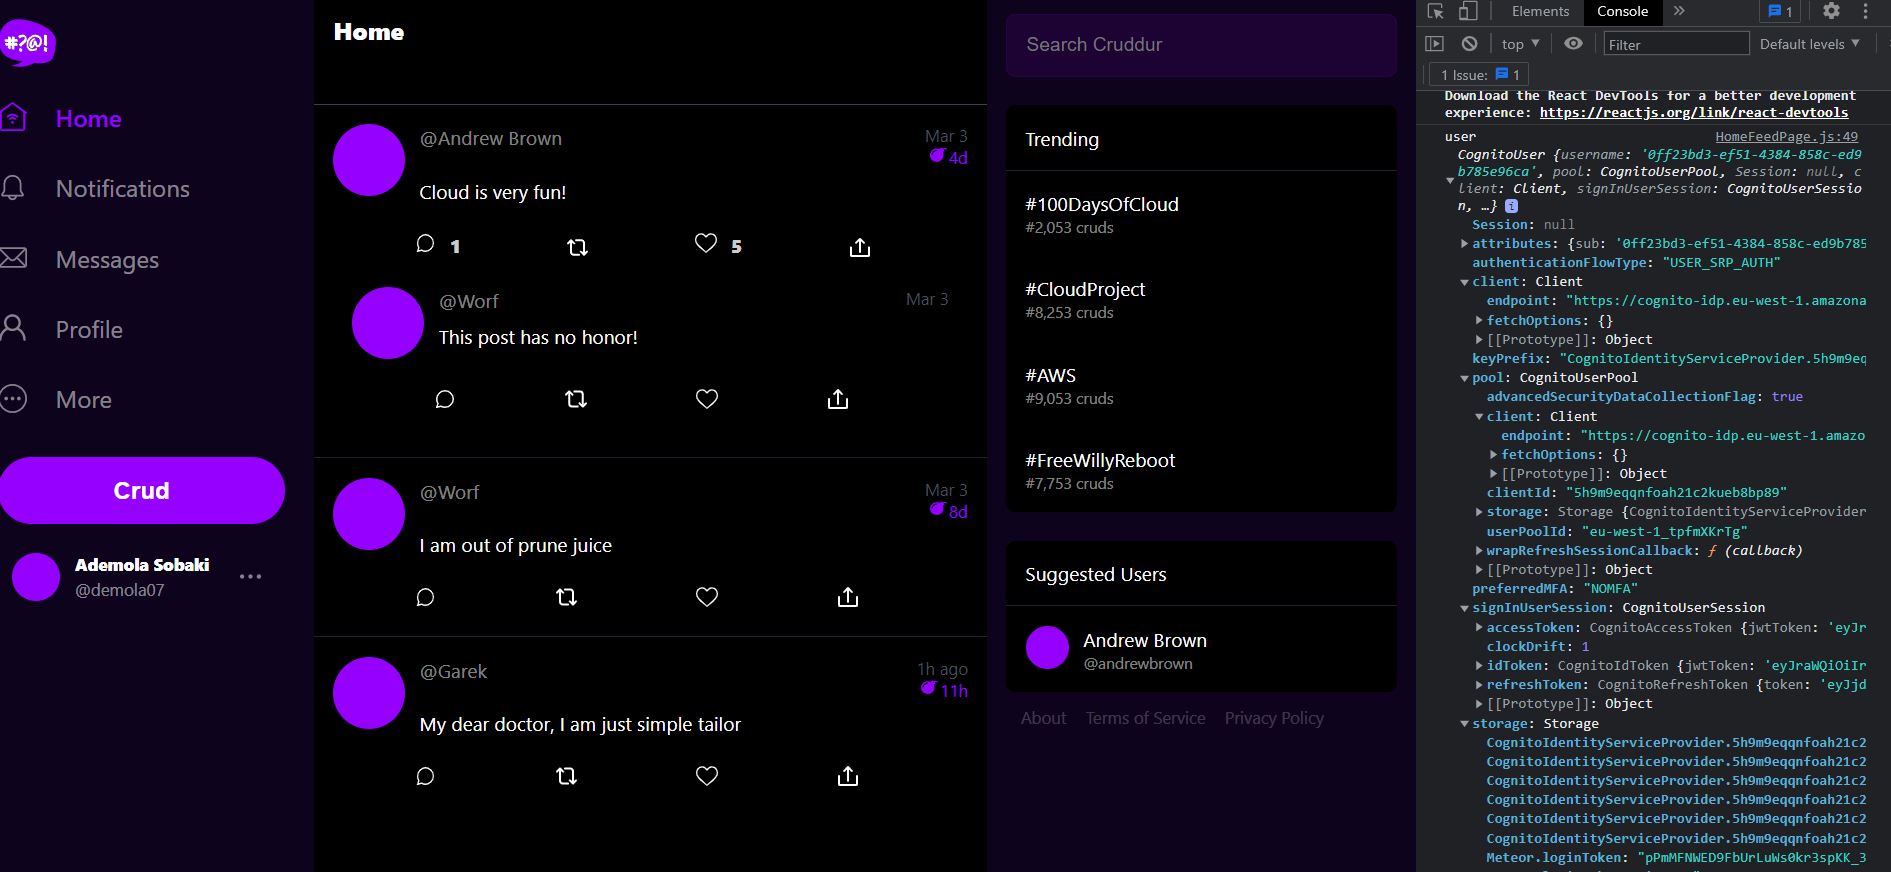 #?@!
Home
Notifications
Messages
Profile
More
Crud
Ademola Sobaki
@demola07
Home
@Andrew Brown
Mar 3
4d
Cloud is very fun!
1
5
@Worf
Mar 3
This post has no honor!
@Worf
Mar 3
8d
I am out of prune juice
@Garek
1h ago
11h
My dear doctor, I am just simple tailor
Search Cruddur
Trending
#100DaysOfCloud
#2,053 cruds
#CloudProject
#8,253 cruds
#AWS
#9,053 cruds
#FreeWillyReboot
#7,753 cruds
Suggested Users
Andrew Brown
@andrewbrown
About Terms of Service Privacy Policy
Elements Console » 1
top Filter Default levels
1 Issue: 1
Download the React DevTools for a better development
experience: https://reactjs.org/link/react-devtools
user HomeFeedPage.js:49
CognitoUser {username: '0ff23bd3-ef51-4384-858c-ed9
b785e96ca', pool: CognitoUserPool, Session: null, c
lient: Client, signInUserSession: CognitoUserSessio
n, …} i
Session: null
attributes: {sub: '0ff23bd3-ef51-4384-858c-ed9b785
authenticationFlowType: "USER_SRP_AUTH"
client: Client
endpoint: "https://cognito-idp.eu-west-1.amazona
fetchOptions: {}
[[Prototype]]: Object
keyPrefix: "CognitoIdentityServiceProvider.5h9m9eq
pool: CognitoUserPool
advancedSecurityDataCollectionFlag: true
client: Client
endpoint: "https://cognito-idp.eu-west-1.amazo
fetchOptions: {}
[[Prototype]]: Object
clientId: "5h9m9eqqnfoah21c2kueb8bp89"
storage: Storage {CognitoIdentityServiceProvider
userPoolId: "eu-west-1_tpfmXKrTg"
wrapRefreshSessionCallback: ƒ (callback)
[[Prototype]]: Object
preferredMFA: "NOMFA"
signInUserSession: CognitoUserSession
accessToken: CognitoAccessToken {jwtToken: 'eyJr
clockDrift: 1
idToken: CognitoIdToken {jwtToken: 'eyJraWQiOiIr
refreshToken: CognitoRefreshToken {token: 'eyJjd
[[Prototype]]: Object
storage: Storage
CognitoIdentityServiceProvider.5h9m9eqqnfoah21c2
CognitoIdentityServiceProvider.5h9m9eqqnfoah21c2
CognitoIdentityServiceProvider.5h9m9eqqnfoah21c2
CognitoIdentityServiceProvider.5h9m9eqqnfoah21c2
CognitoIdentityServiceProvider.5h9m9eqqnfoah21c2
CognitoIdentityServiceProvider.5h9m9eqqnfoah21c2
Meteor.loginToken: "pPmMFNWED9FbUrLuWs0kr3spKK_3